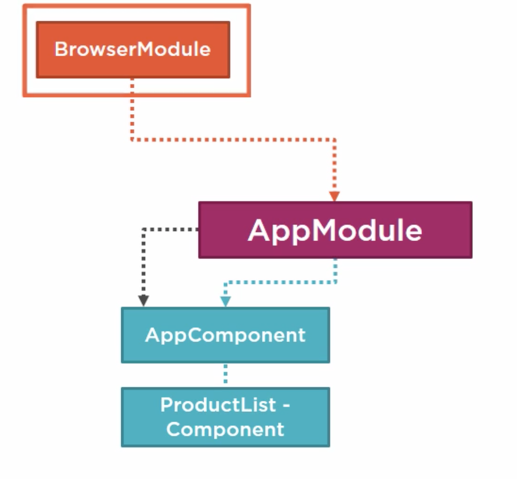 BrowserModule
AppModule
AppComponent
ProductList -
Component